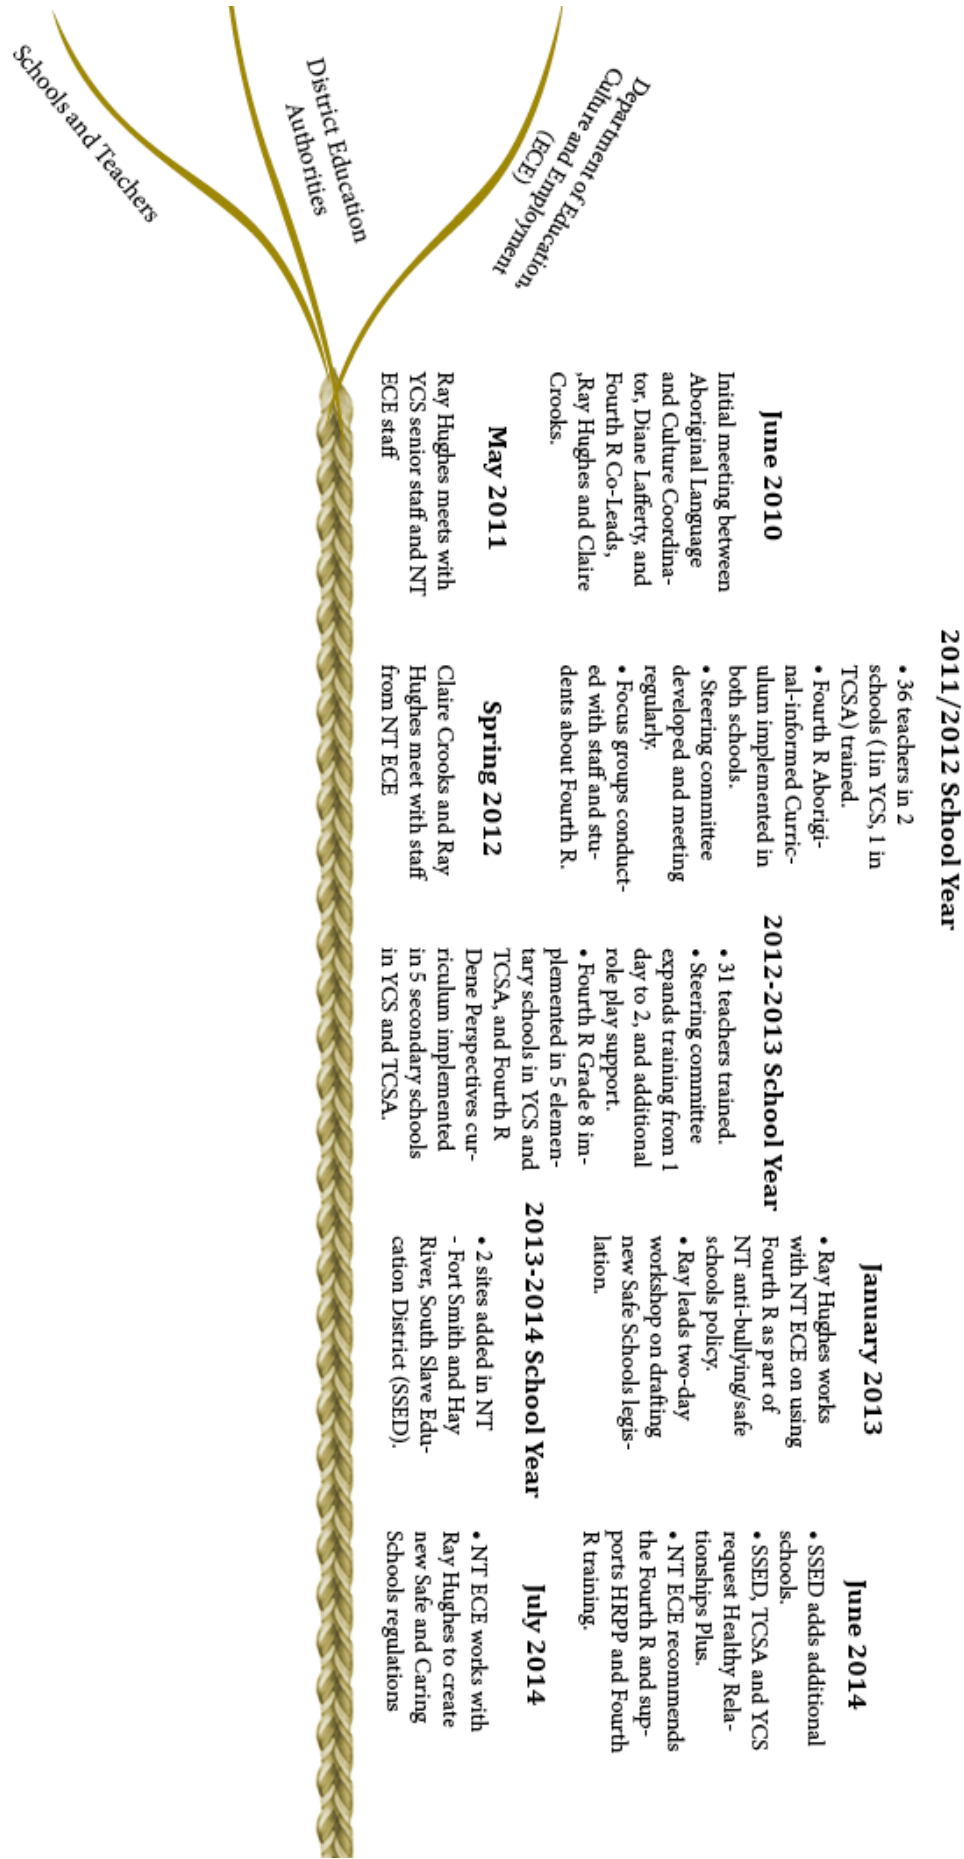 Department of Education,
Culture and Employment
(ECE)
District Education
Authorities
Schools and Teachers
June 2010
Initial meeting between
Aboriginal Language
and Culture Coordina-
tor, Diane Lafferty, and
Fourth R Co-Leads,
,Ray Hughes and Claire
Crooks.
May 2011
Ray Hughes meets with
YCS senior staff and NT
ECE staff
2011/2012 School Year
• 36 teachers in 2
schools (1in YCS, 1 in
TCSA) trained.
• Fourth R Aborigi-
nal-informed Curric-
ulum implemented in
both schools.
• Steering committee
developed and meeting
regularly.
• Focus groups conduct-
ed with staff and stu-
dents about Fourth R.
Spring 2012
Claire Crooks and Ray
Hughes meet with staff
from NT ECE
2012-2013 School Year
• 31 teachers trained.
• Steering committee
expands training from 1
day to 2, and additional
role play support.
• Fourth R Grade 8 im-
plemented in 5 elemen-
tary schools in YCS and
TCSA, and Fourth R
Dene Perspectives cur-
riculum implemented
in 5 secondary schools
in YCS and TCSA.
January 2013
• Ray Hughes works
with NT ECE on using
Fourth R as part of
NT anti-bullying/safe
schools policy.
• Ray leads two-day
workshop on drafting
new Safe Schools legis-
lation.
2013-2014 School Year
• 2 sites added in NT
- Fort Smith and Hay
River, South Slave Edu-
cation District (SSED).
June 2014
• SSED adds additional
schools.
• SSED, TCSA and YCS
request Healthy Rela-
tionships Plus.
• NT ECE recommends
the Fourth R and sup-
ports HRPP and Fourth
R training.
July 2014
• NT ECE works with
Ray Hughes to create
new Safe and Caring
Schools regulations